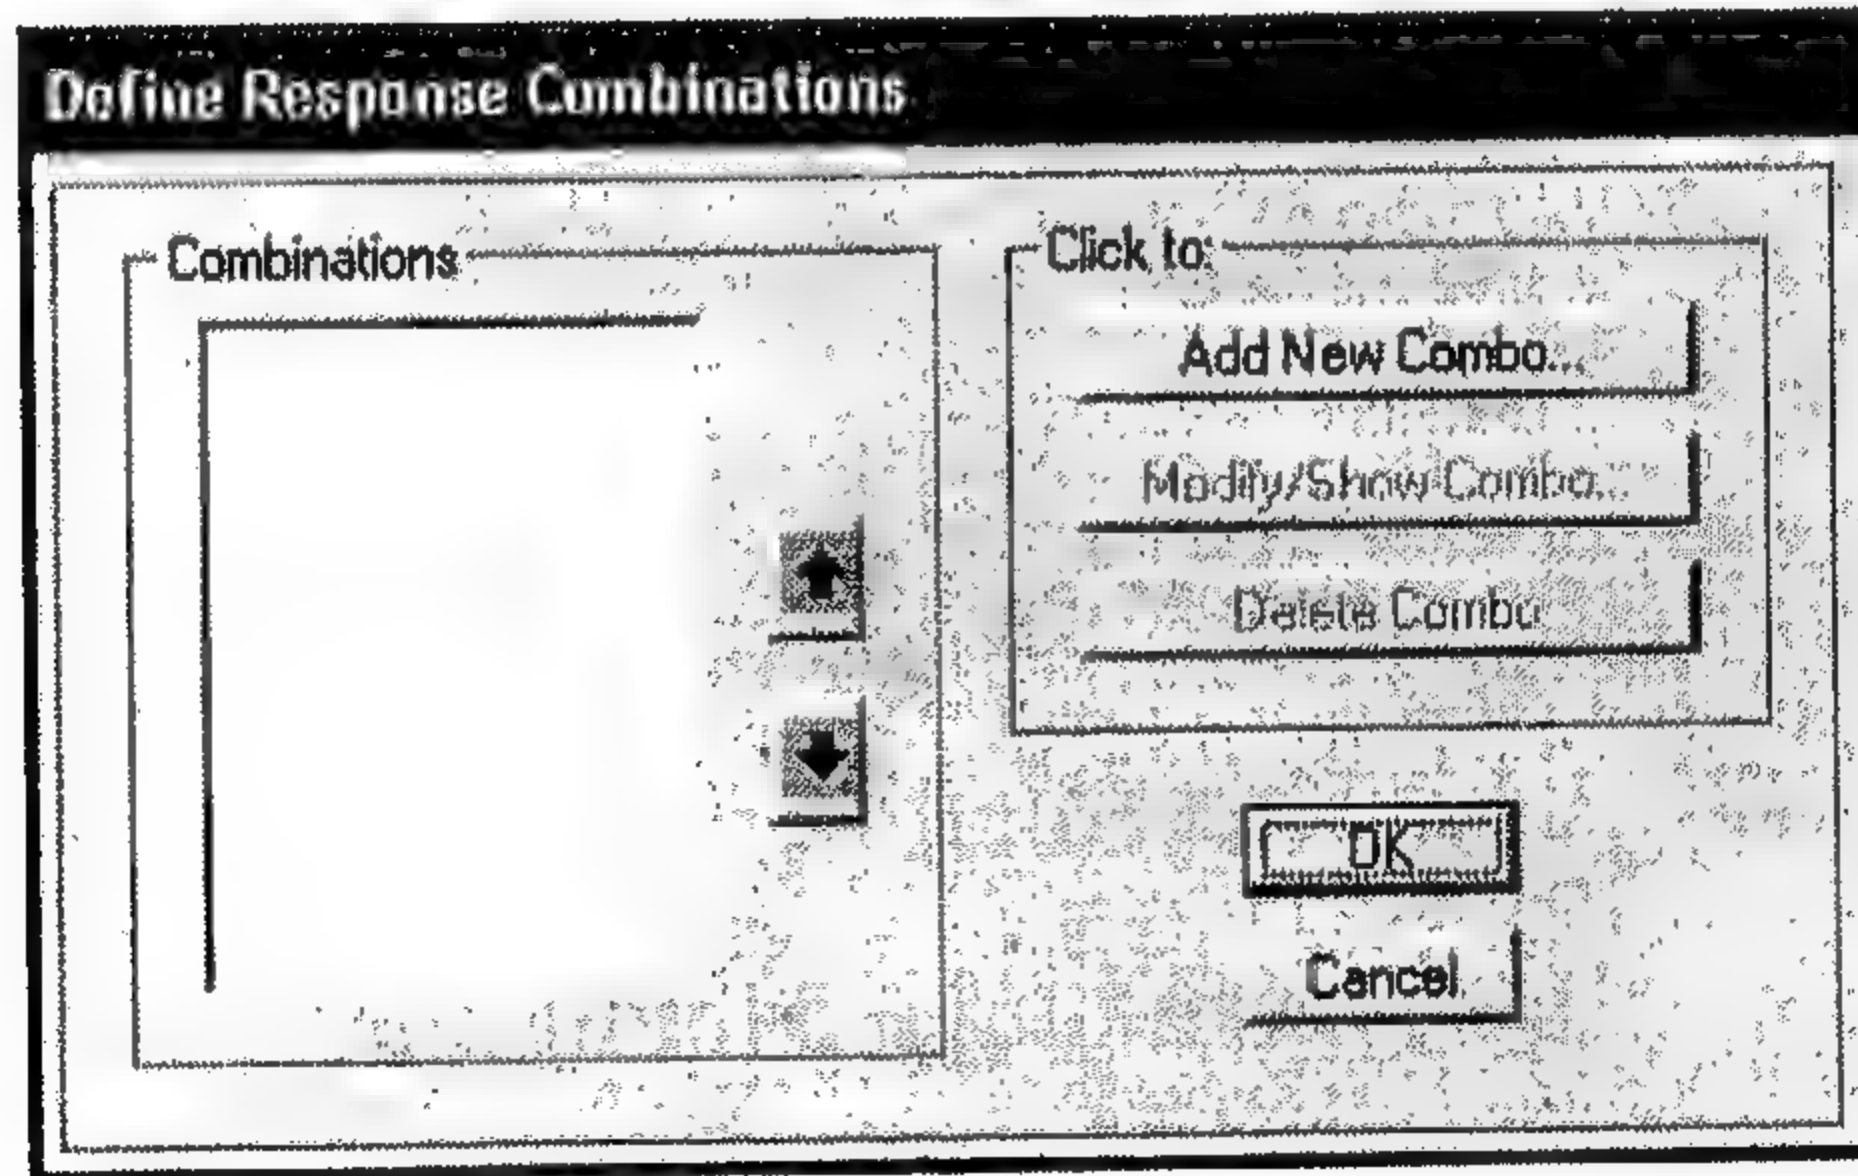 Define Response Combinations
Combinations
Click to:
Add New Combo...
Modify/Show Combo...
Delete Combo
OK
Cancel